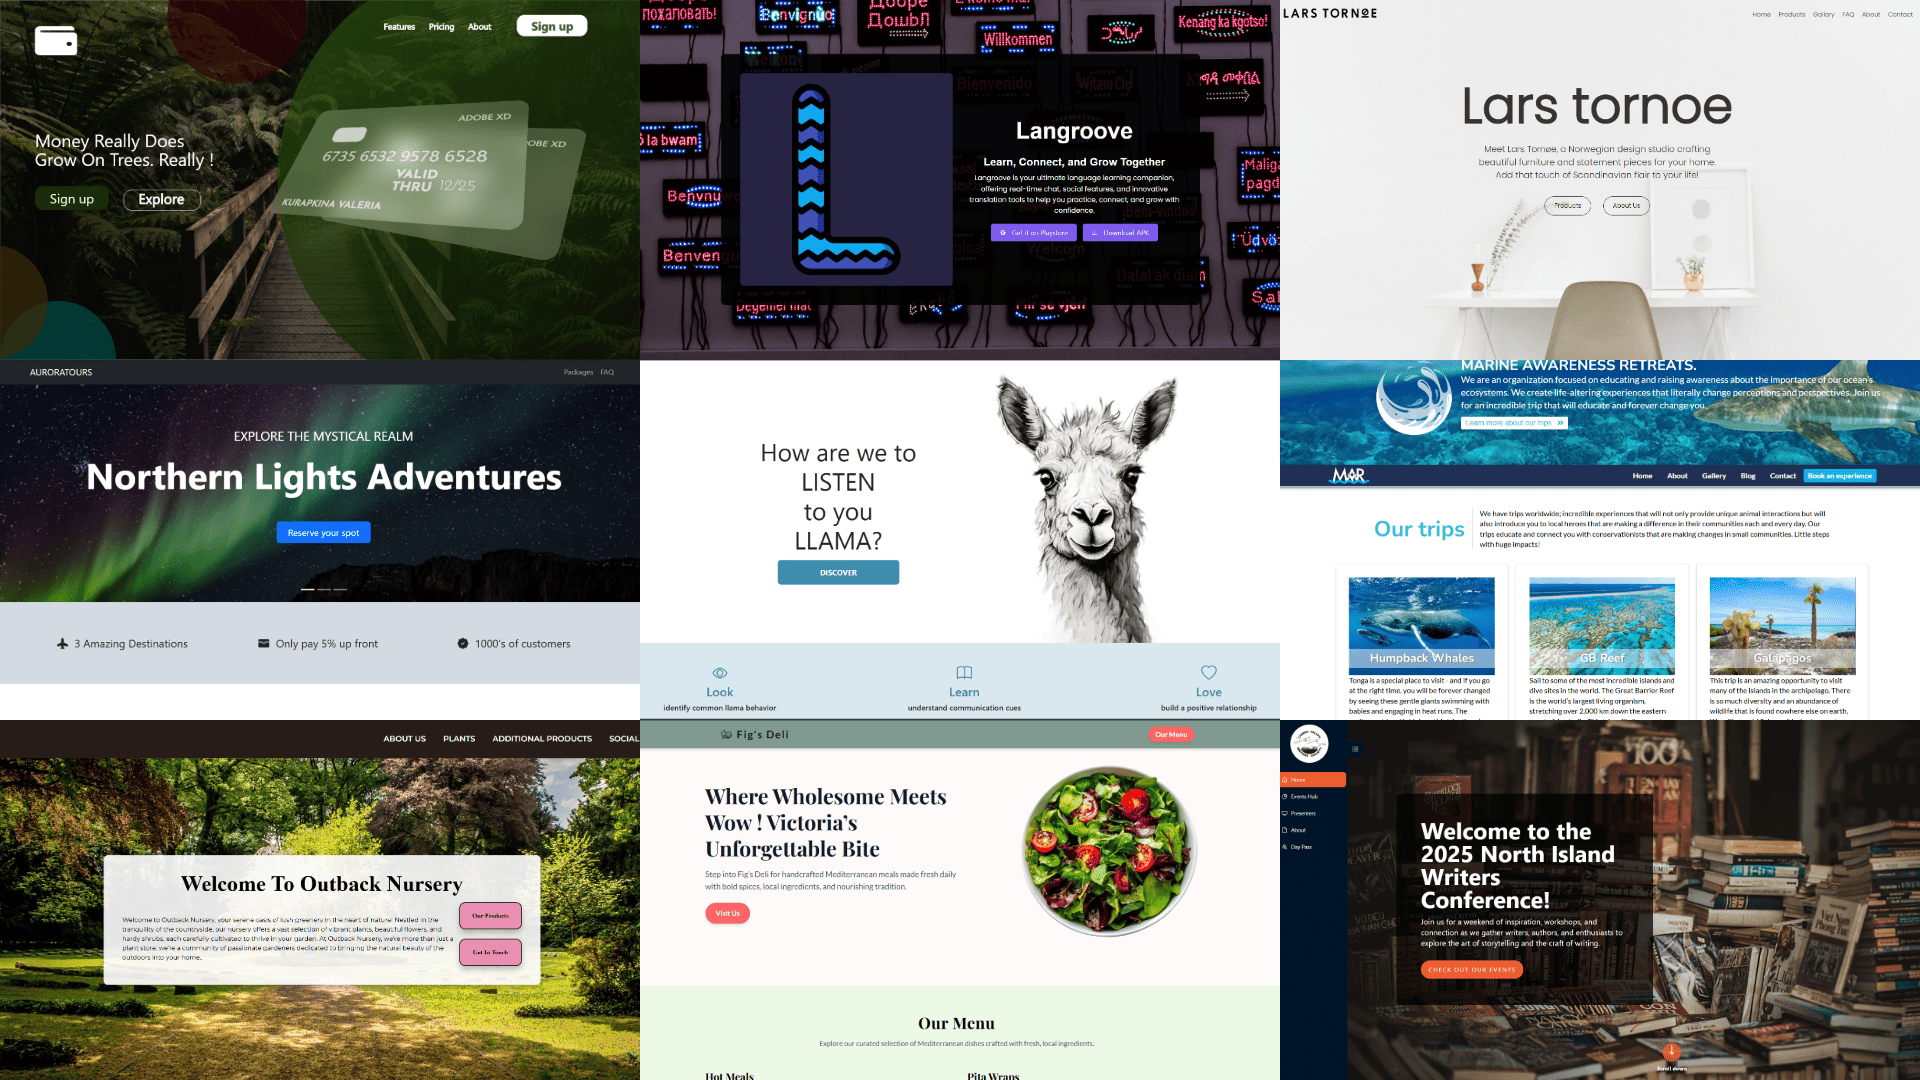 Features
Pricing
About
Sign up
Money Really Does
Grow On Trees. Really !
Sign up
Explore
ADOBE XD
OBE XD
6735 6532 9578 6528
VALID
THRU 12/25
KURAPKINA VALERIA
пожаловать!
Benvignù
Willkommen
Kenang ka kgotso!
Benvenido
Benvnu
Benven
Dalal ak diam
Degemer mat
Langroove
Learn, Connect, and Grow Together
Langroove is your ultimate language learning companion,
offering real-time chat, social features, and innovative
translation tools to help you practice, connect, and grow with
confidence.
Get it on Playstore
Download APK
LARS TORNØE
Home
Products
Gallary
FAQ
About
Contact
Lars tornoe
Meet Lars Tornøe, a Norwegian design studio crafting
beautiful furniture and statement pieces for your home.
Add that touch of Scandinavian flair to your life!
Products
About Us
AURORATOURS
Packages
FAQ
EXPLORE THE MYSTICAL REALM
Northern Lights Adventures
Reserve your spot
3 Amazing Destinations
Only pay 5% up front
1000's of customers
How are we to
LISTEN
to you
LLAMA?
DISCOVER
Look
identify common llama behavior
Learn
understand communication cues
Love
build a positive relationship
MARINE AWARENESS RETREATS.
We are an organization focused on educating and raising awareness about the importance of our ocean's
ecosystems. We create life-altering experiences that literally change perceptions and perspectives. Join us
for an incredible trip that will educate and forever change you.
Learn more about our trips
MAR
Home
About
Gallery
Blog
Contact
Book an experience
Our trips
We have trips worldwide; incredible experiences that will not only provide unique animal interactions but will
also introduce you to local heroes that are making a difference in their communities each and every day. Our
trips educate and connect you with conservationists that are making changes in small communities. Little steps
with huge impacts!
Humpback Whales
Tonga is a special place to visit - and if you go
at the right time, you will be forever changed
by seeing these gentle giants swimming with
babies and engaging in heat runs. The
GB Reef
Sail to some of the most incredible islands and
dive sites in the world. The Great Barrier Reef
is the world's largest living organism,
stretching over 2,000 km down the eastern
Galapagos
This trip is an amazing opportunity to visit
many of the islands in the archipelago. There
is so much diversity and an abundance of
wildlife that is found nowhere else on earth.
ABOUT US
PLANTS
ADDITIONAL PRODUCTS
SOCIAL
Welcome To Outback Nursery
Welcome to Outback Nursery, your serene oasis of lush greenery in the heart of nature! Nestled in the
tranquility of the countryside, our nursery offers a vast selection of vibrant plants, beautiful flowers, and
hardy shrubs, each carefully cultivated to thrive in your garden. At Outback Nursery, we're more than just a
plant store; we're a community of passionate gardeners dedicated to bringing the natural beauty of the
outdoors into your home.
Our Products
Get In Touch
Fig's Deli
Our Menu
Where Wholesome Meets
Wow ! Victoria's
Unforgettable Bite
Step into Fig's Deli for handcrafted Mediterranean meals made fresh daily
with bold spices, local ingredients, and nourishing tradition.
Visit Us
Our Menu
Explore our curated selection of Mediterranean dishes crafted with fresh, local ingredients.
Hot Meals
Pita Wraps
Home
Events Hub
Presenters
About
Day Pass
100
Welcome to the
2025 North Island
Writers
Conference!
Join us for a weekend of inspiration, workshops, and
connection as we gather writers, authors, and enthusiasts to
explore the art of storytelling and the craft of writing.
CHECK OUT OUR EVENTS
Scroll down